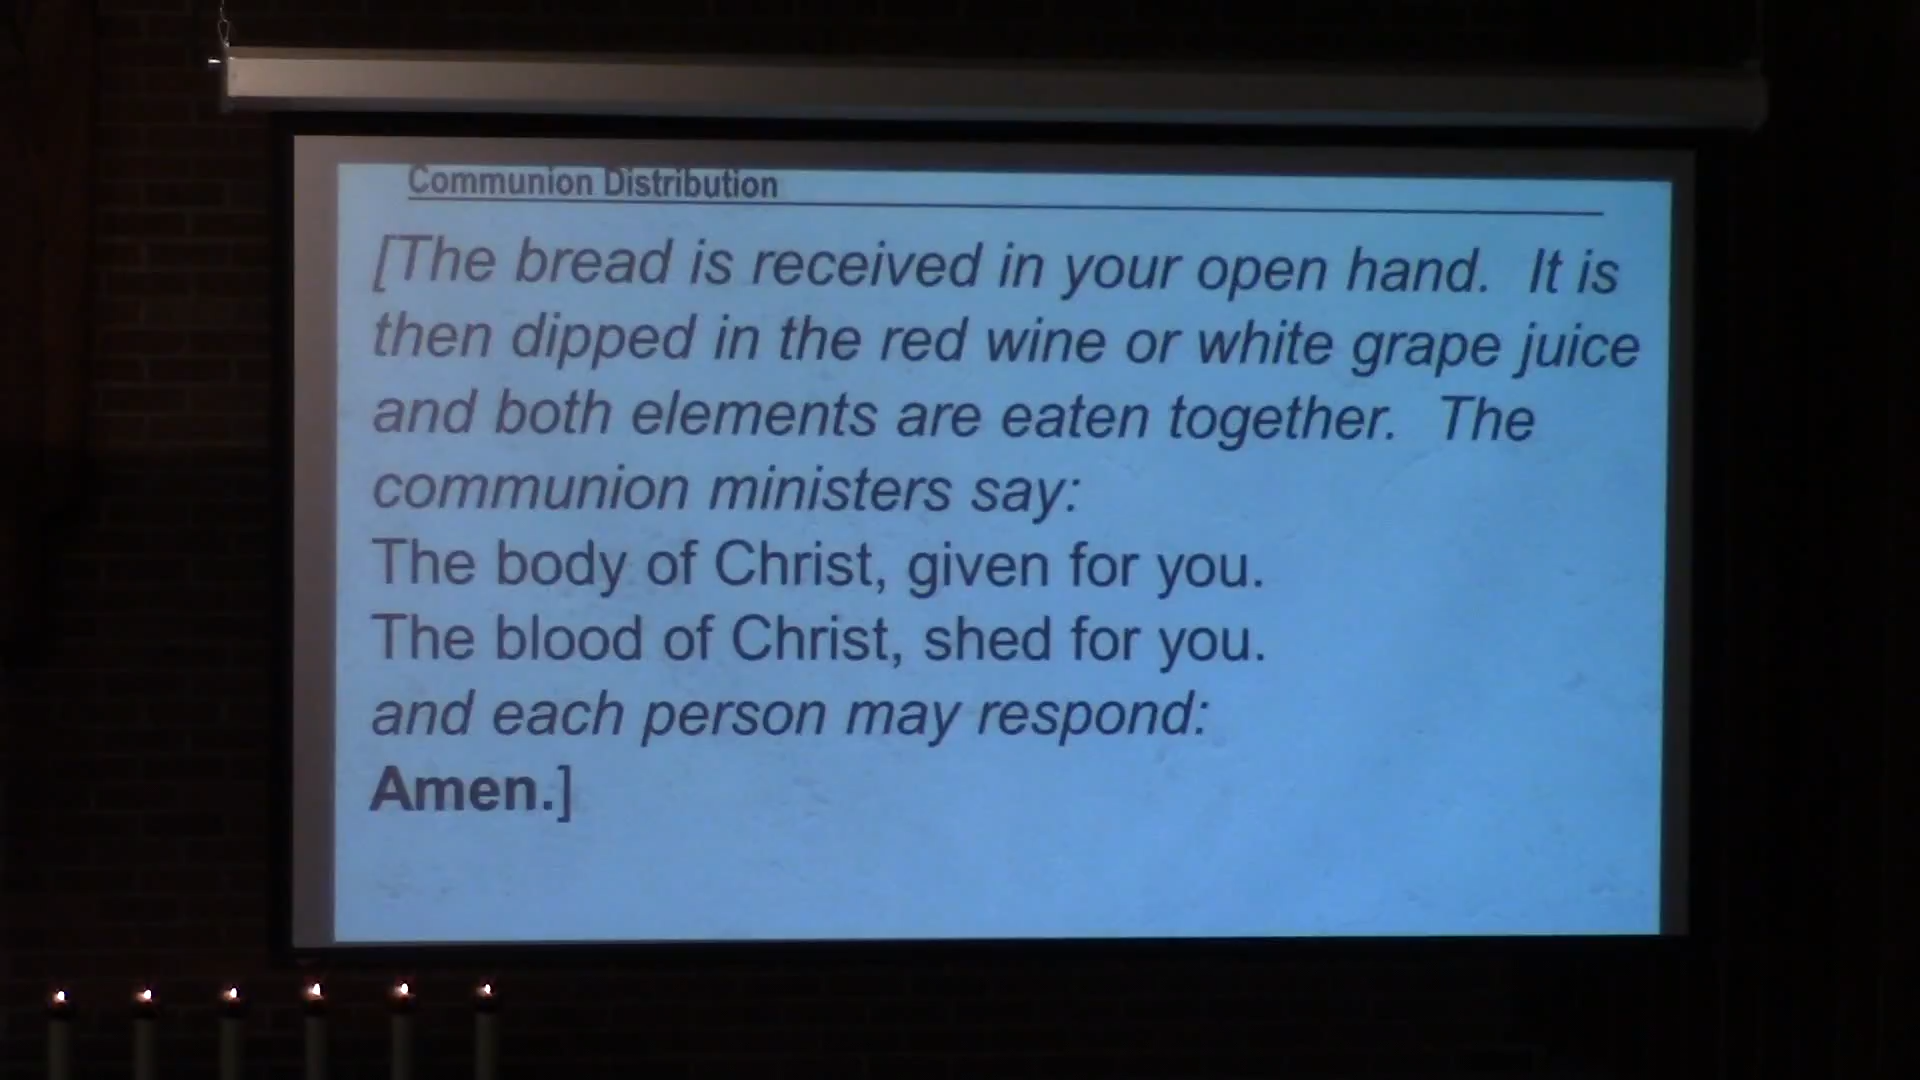 Communion Distribution
[The bread is received in your open hand.  It is
then dipped in the red wine or white grape juice
and both elements are eaten together.  The
communion ministers say:
The body of Christ, given for you.
The blood of Christ, shed for you.
and each person may respond:
Amen.]